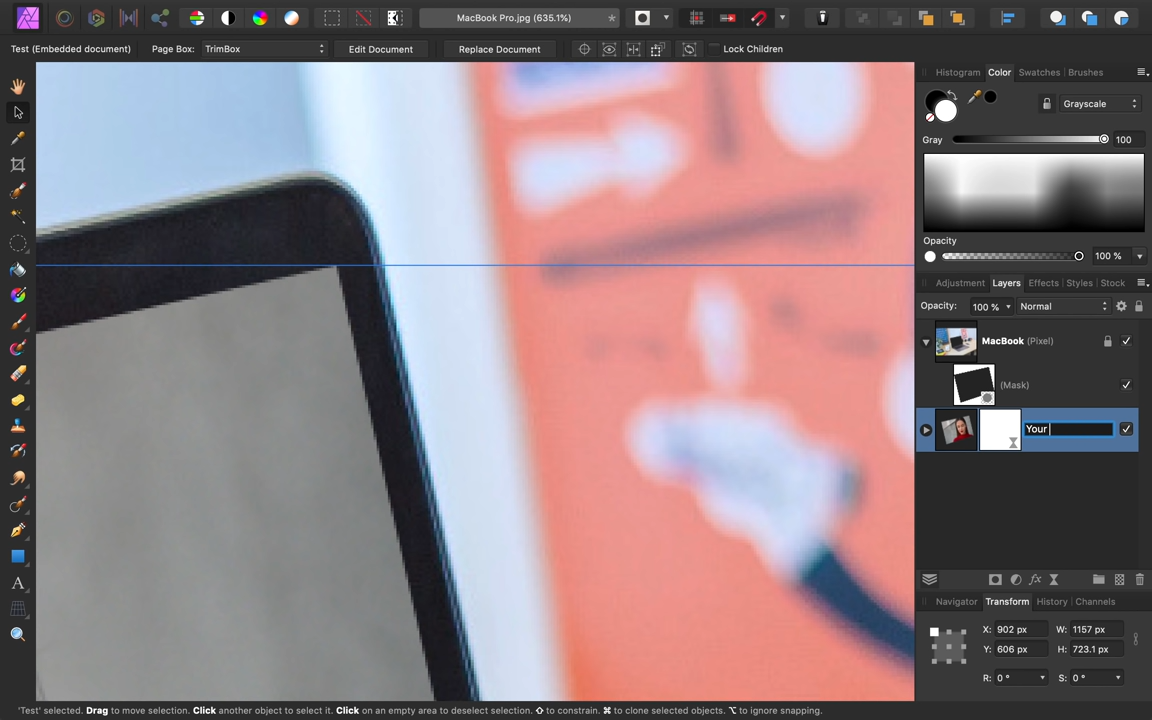 MacBook Pro.jpg (635.1%)
Test (Embedded document)
Page Box:
TrimBox
Edit Document
Replace Document
Lock Children
Histogram
Color
Swatches
Brushes
Grayscale
Gray
100
Opacity
100 %
Adjustment
Layers
Effects
Styles
Stock
Opacity:
100 %
Normal
MacBook (Pixel)
(Mask)
Your
Navigator
Transform
History
Channels
X: 902 px
W: 1157 px
Y: 606 px
H: 723.1 px
R: 0 °
S: 0 °
'Test' selected. Drag to move selection. Click another object to select it. Click on an empty area to deselect selection. ⇧ to constrain. ⌘ to clone selected objects. ⌥ to ignore snapping.